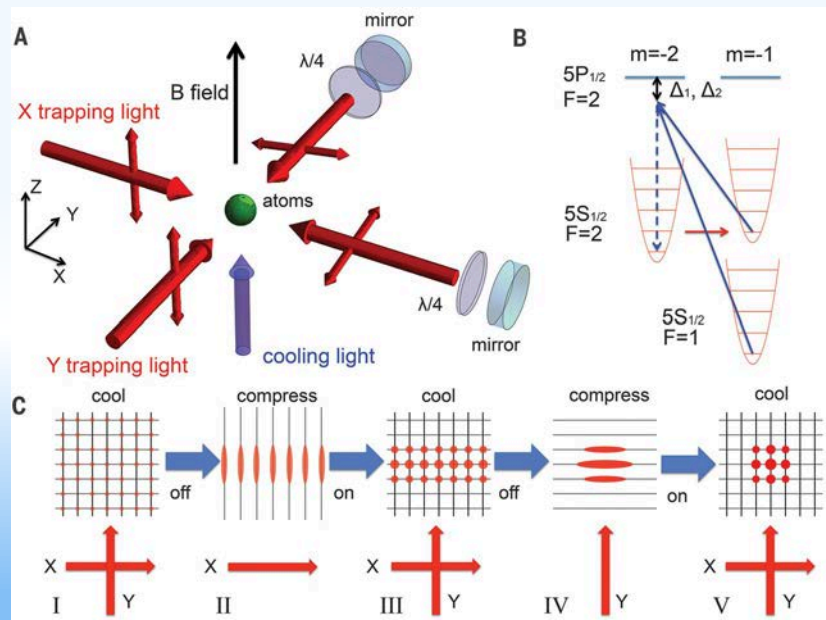 A
B field
mirror
λ/4
X trapping light
atoms
Z
Y
X
λ/4
mirror
Y trapping light
cooling light
B
m=-2 m=-1
5P1/2
F=2
Δ1, Δ2
5S1/2
F=2
5S1/2
F=1
C
cool compress cool compress cool
off on off on
X X X X
Y Y Y Y
I II III IV V